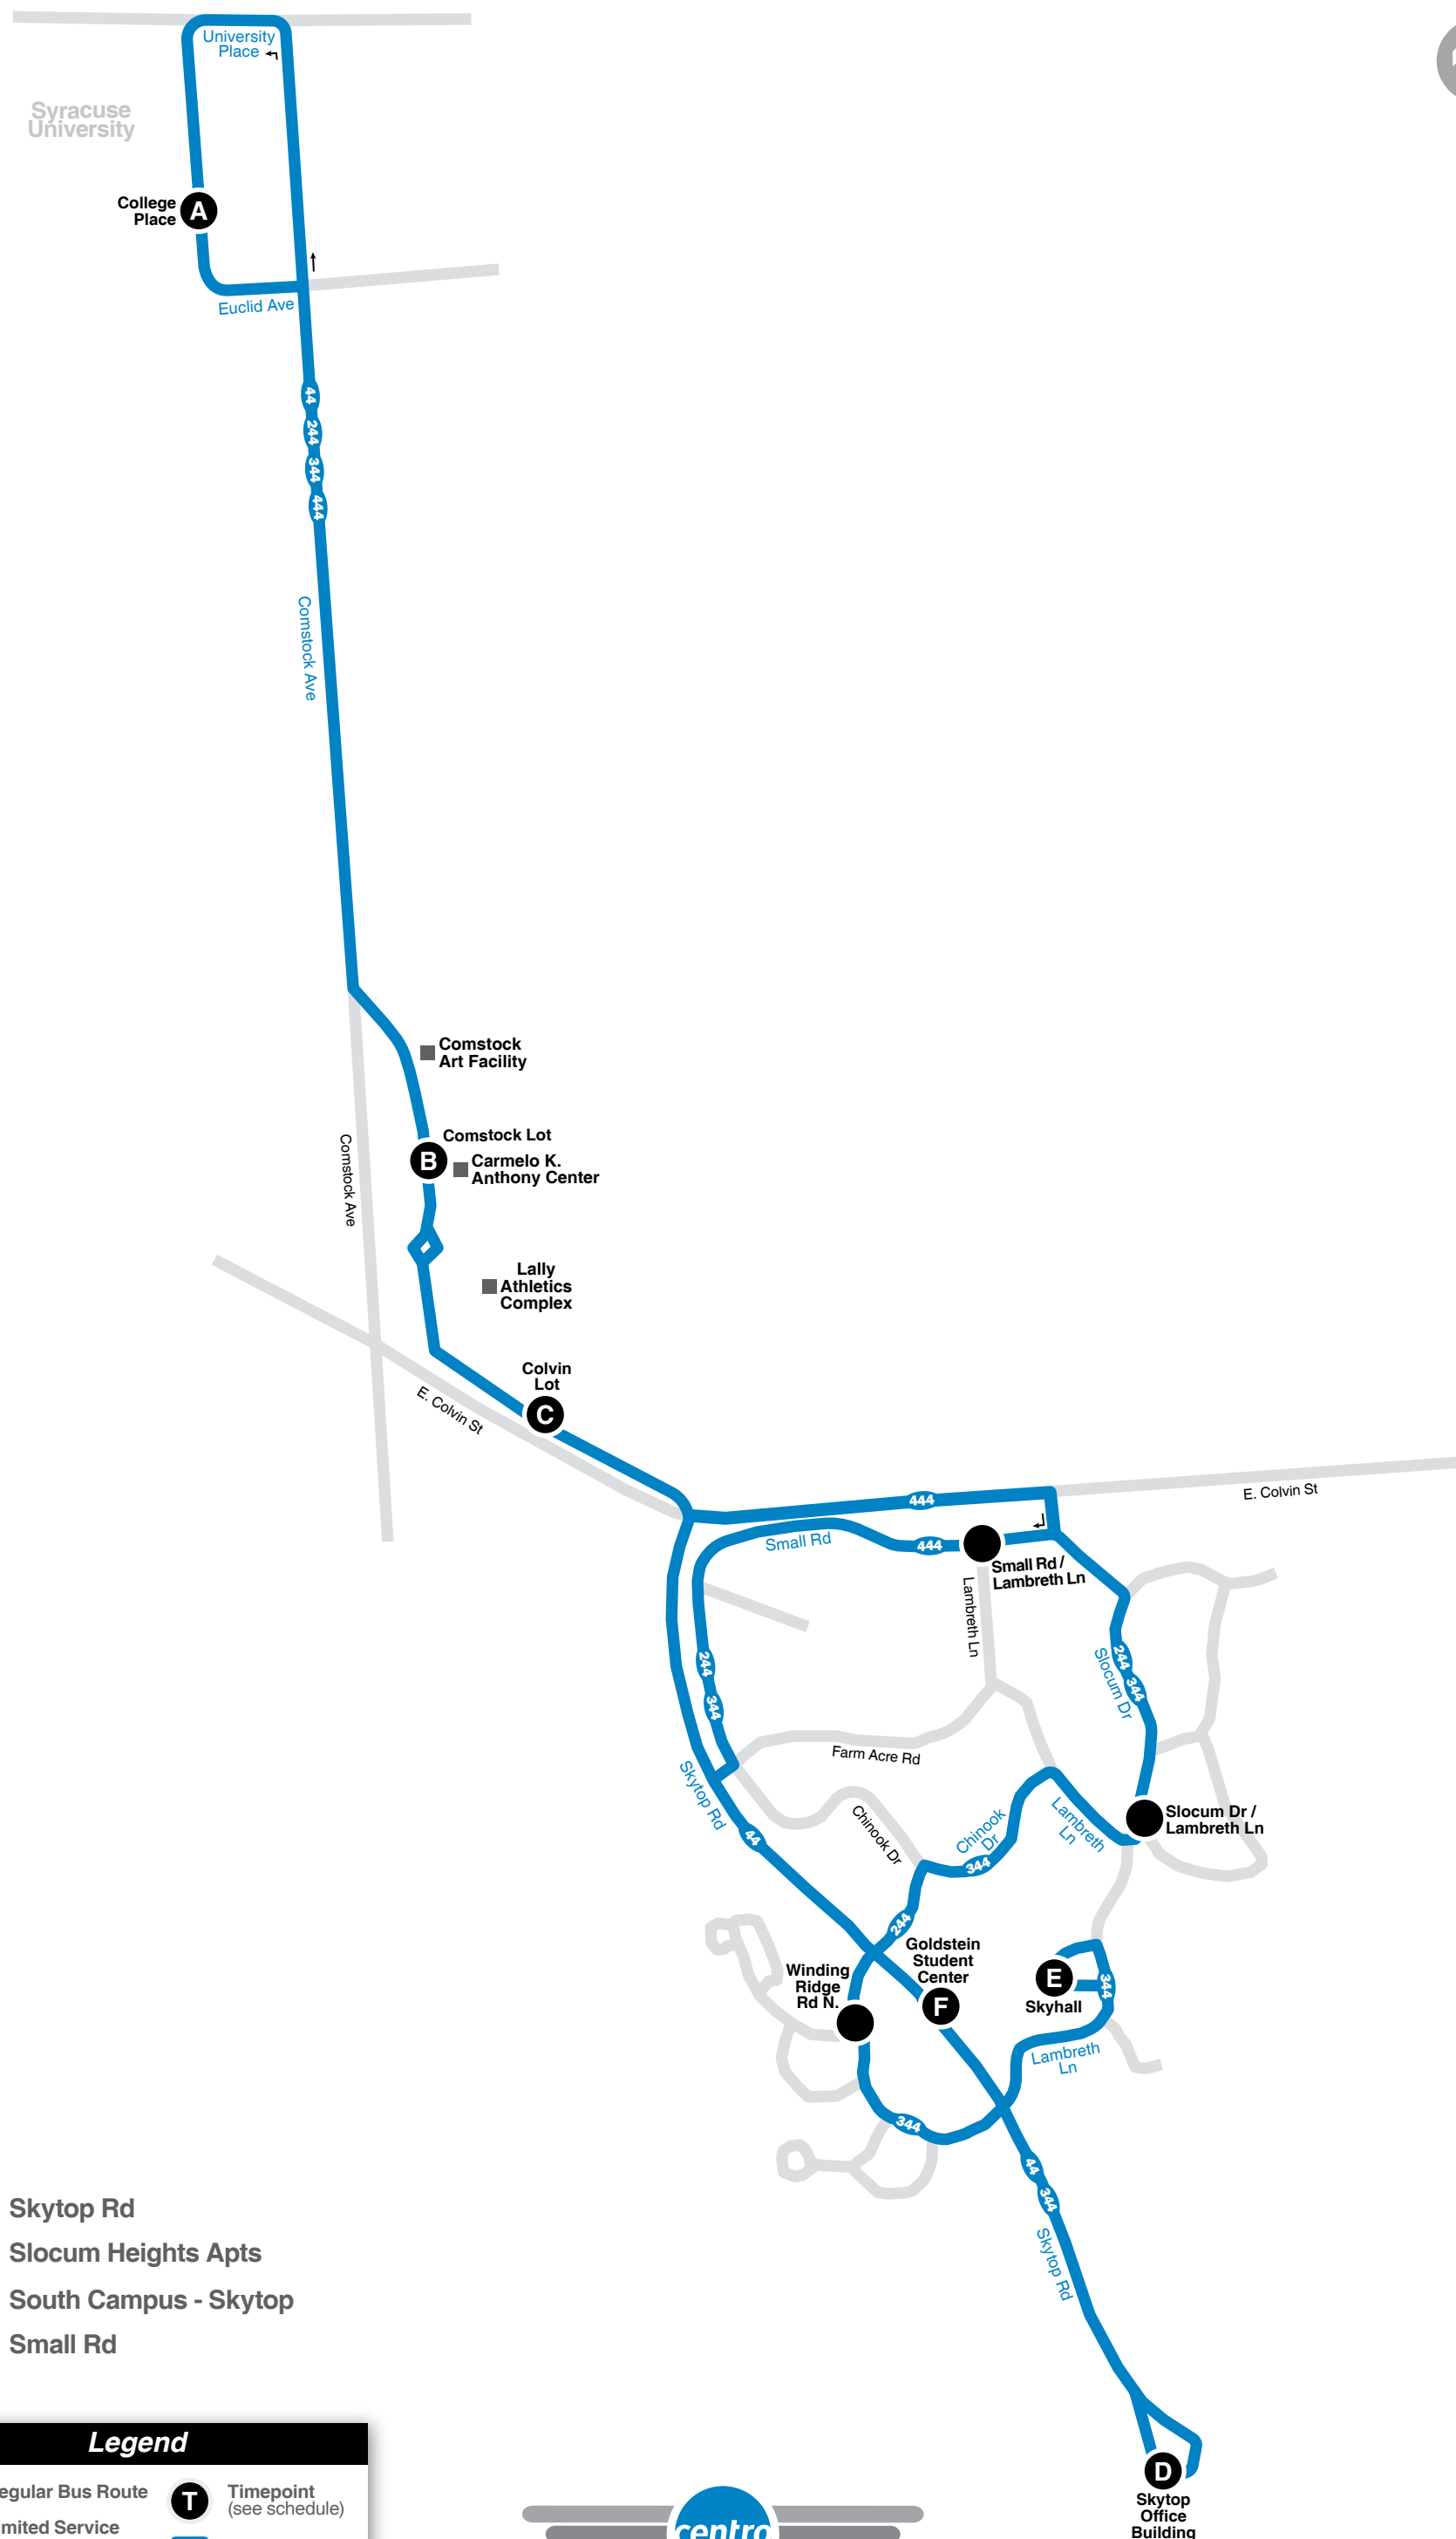 University
Place
Syracuse
University
College
Place
A
Euclid Ave
44
244
344
444
Comstock Ave
Comstock
Art Facility
Comstock Lot
B
Carmelo K.
Anthony Center
Comstock Ave
Lally
Athletics
Complex
Colvin
Lot
C
E. Colvin St
444
E. Colvin St
Small Rd
444
Small Rd /
Lambreth Ln
Lambreth Ln
244
344
Slocum Dr
244
344
Farm Acre Rd
Skytop Rd
44
Chinook Dr
Chinook
Dr
344
Lambreth
Ln
Slocum Dr /
Lambreth Ln
244
Goldstein
Student
Center
F
Winding
Ridge
Rd N.
E
Skyhall
344
Lambreth
Ln
344
44
344
Skytop Rd
Skytop Rd
Slocum Heights Apts
South Campus - Skytop
Small Rd
D
Skytop
Office
Building
Legend
egular Bus Route
T
Timepoint
(see schedule)
mited Service
centro